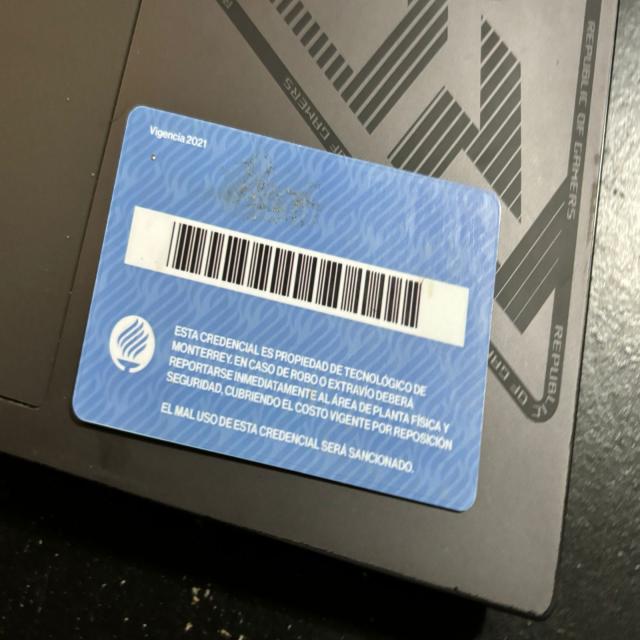 Vigencia 2021
ESTA CREDENCIAL ES PROPIEDAD DE TECNOLÓGICO DE
MONTERREY. EN CASO DE ROBO O EXTRAVÍO DEBERÁ
REPORTARSE INMEDIATAMENTE AL ÁREA DE PLANTA FÍSICA Y
SEGURIDAD, CUBRIENDO EL COSTO VIGENTE POR REPOSICIÓN
EL MAL USO DE ESTA CREDENCIAL SERÁ SANCIONADO.
REPUBLIC OF GAMERS
OF GAMERS
REPUBLIC